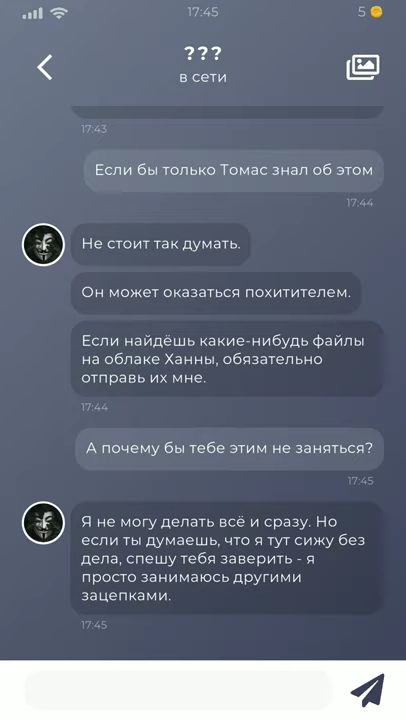 17:45
5
???
в сети
17:43
Если бы только Томас знал об этом
17:44
Не стоит так думать.
Он может оказаться похитителем.
Если найдёшь какие-нибудь файлы
на облаке Ханны, обязательно
отправь их мне.
17:44
А почему бы тебе этим не заняться?
17:45
Я не могу делать всё и сразу. Но
если ты думаешь, что я тут сижу без
дела, спешу тебя заверить - я
просто занимаюсь другими
зацепками.
17:45